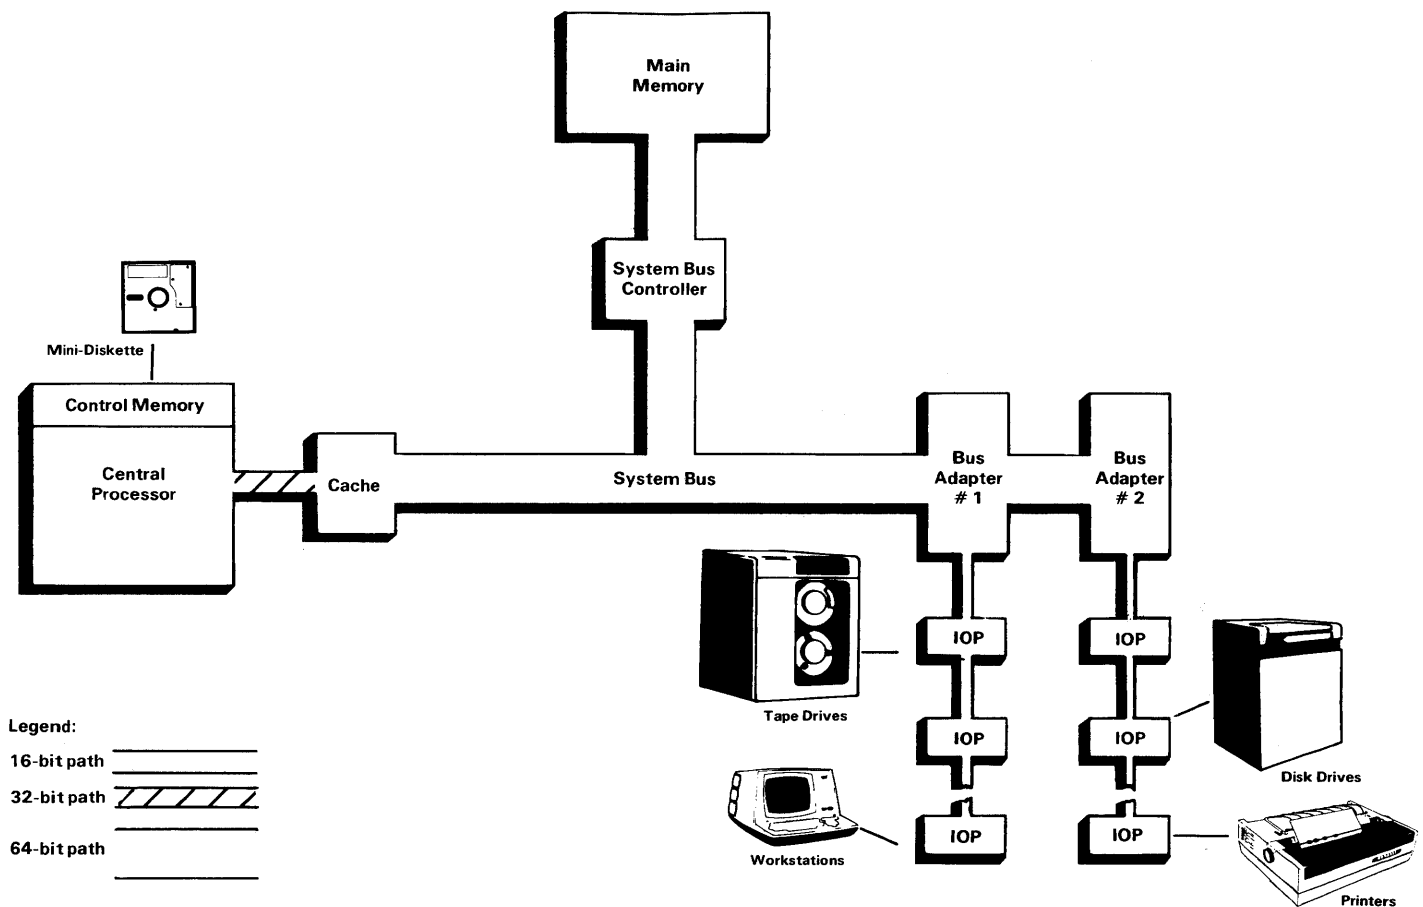 Main
Memory
System Bus
Controller
Mini-Diskette
Control Memory
Central
Processor
Cache
System Bus
Bus
Adapter
# 1
Bus
Adapter
# 2
IOP
IOP
Tape Drives
IOP
IOP
Disk Drives
IOP
IOP
Workstations
Printers
Legend:
16-bit path
32-bit path
64-bit path